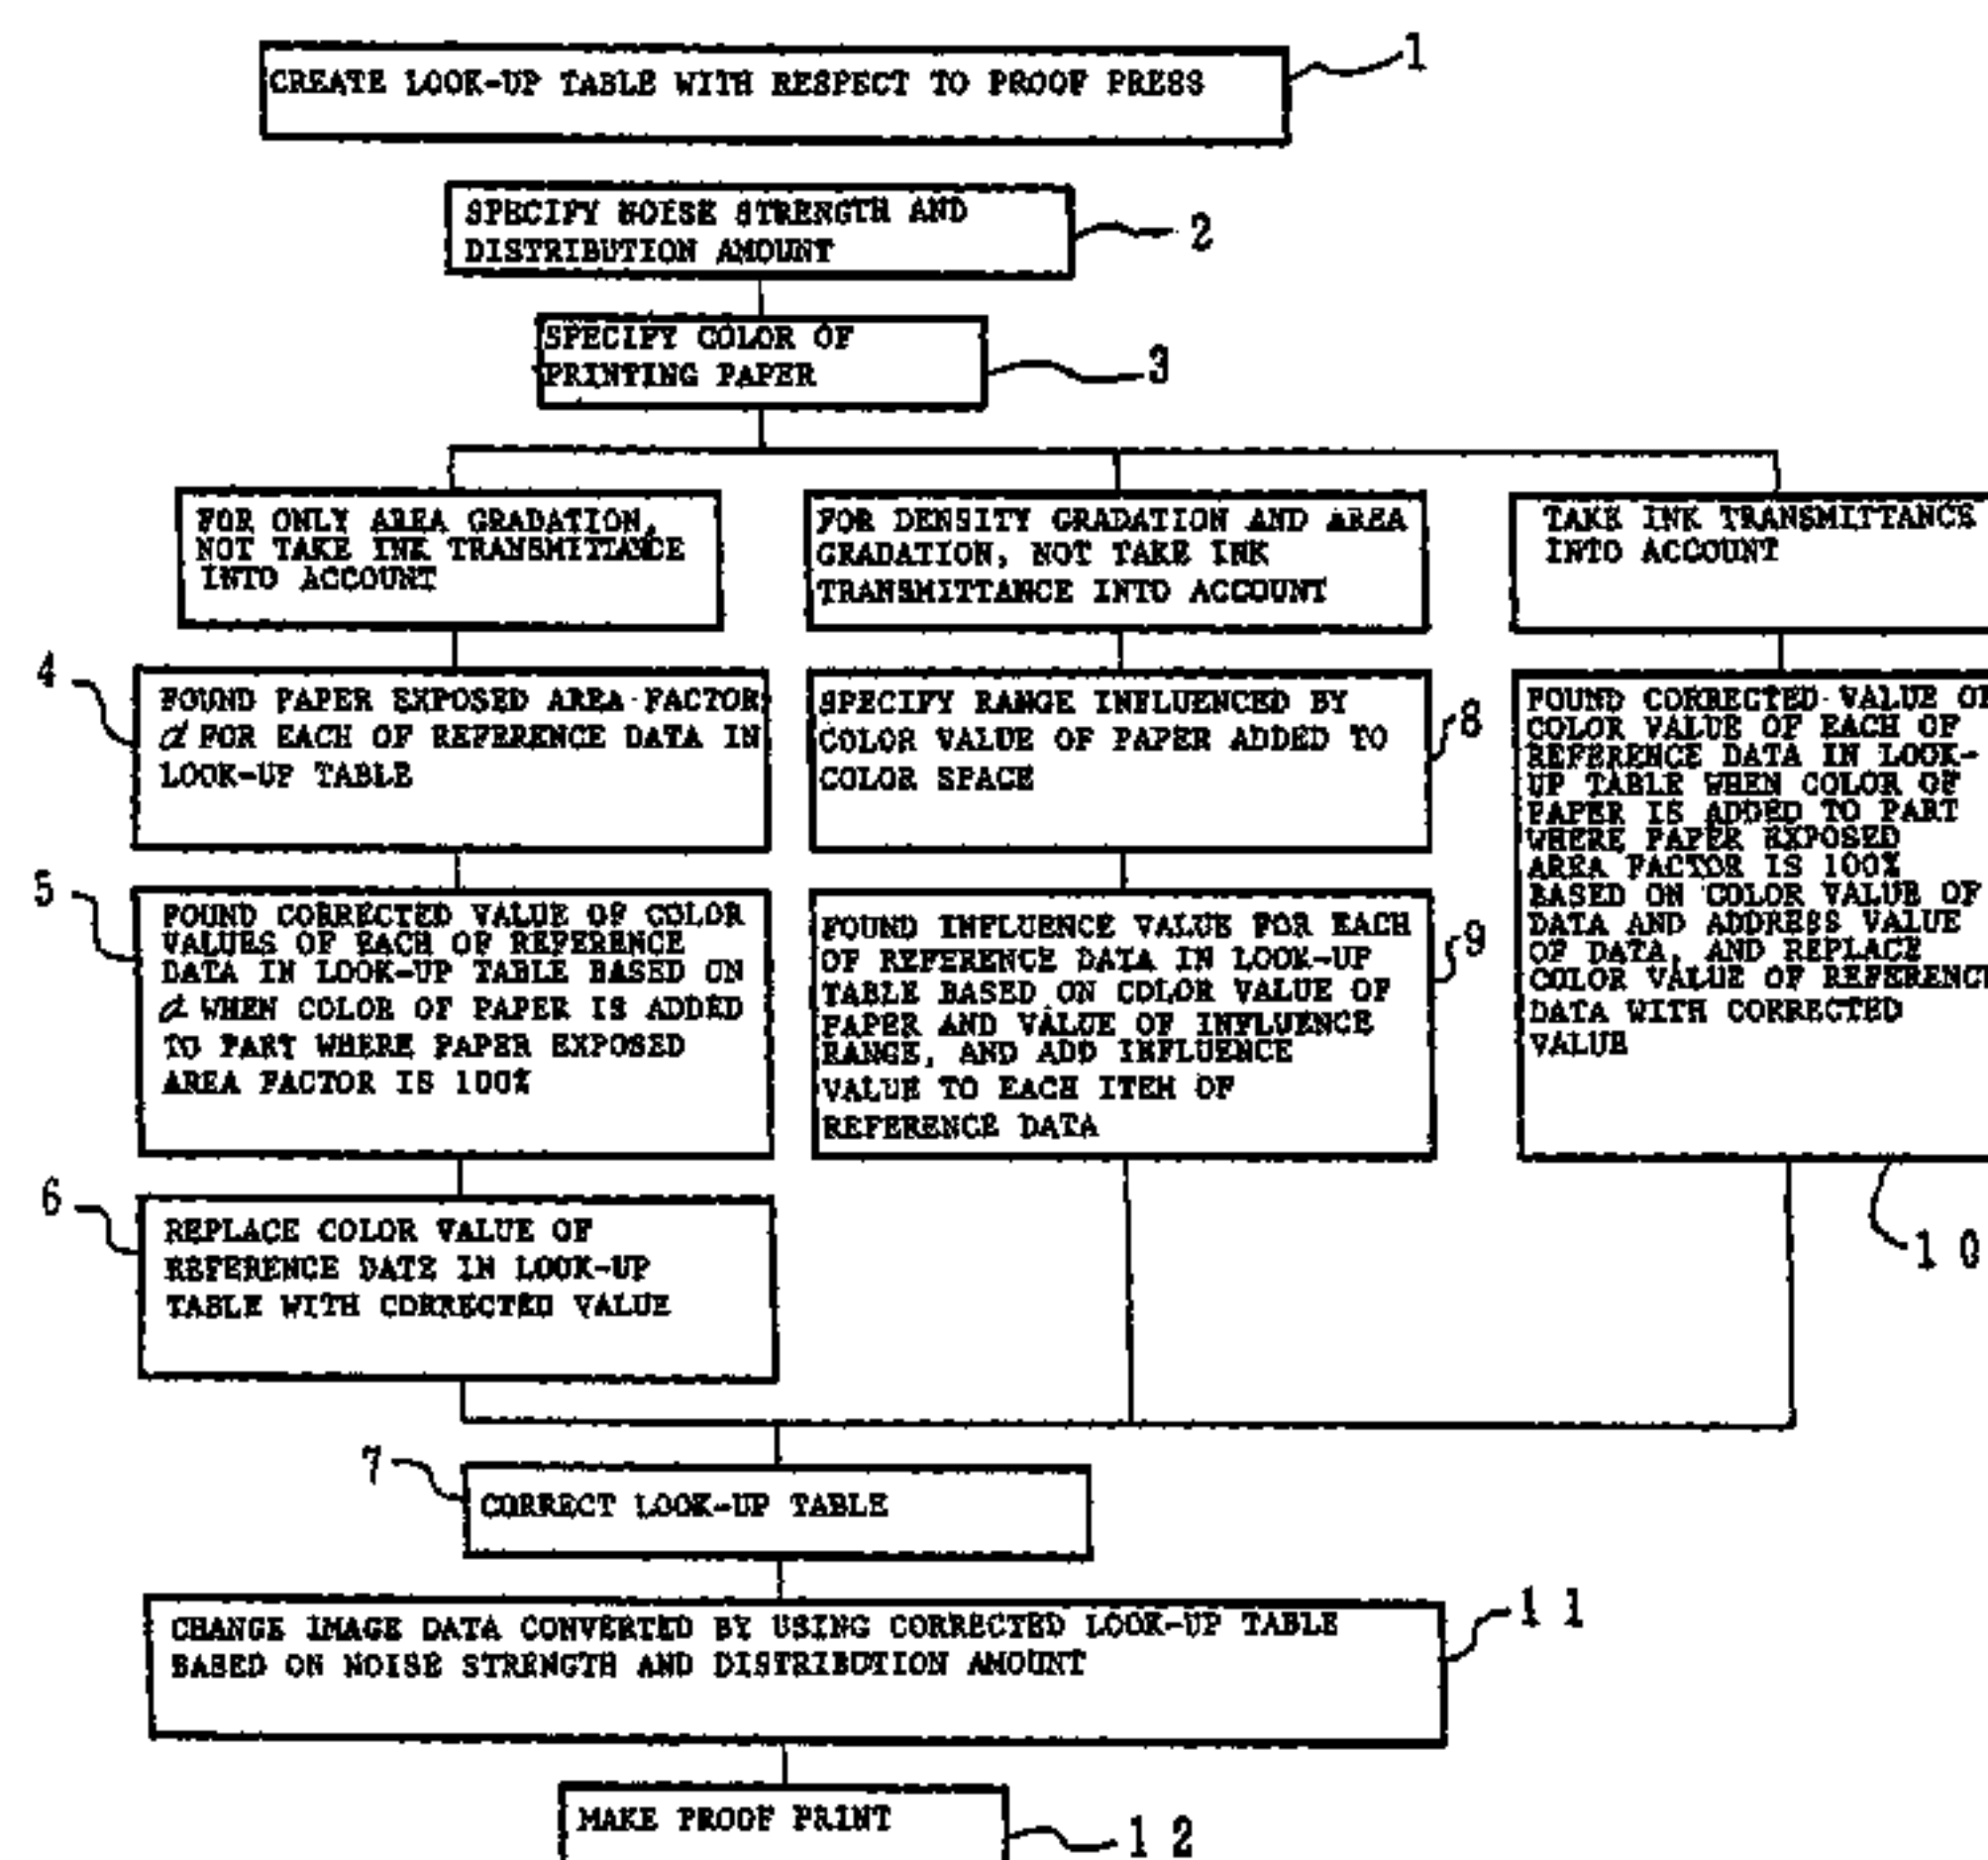 CREATE LOOK-UP TABLE WITH RESPECT TO PROOF PRESS
1
SPECIFY NOISE STRENGTH AND
DISTRIBUTION AMOUNT
2
SPECIFY COLOR OF
PRINTING PAPER
3
FOR ONLY AREA GRADATION,
NOT TAKE INK TRANSMITTANCE
INTO ACCOUNT
FOR DENSITY GRADATION AND AREA
GRADATION, NOT TAKE INK
TRANSMITTANCE INTO ACCOUNT
TAKE INK TRANSMITTANCE
INTO ACCOUNT
4
FOUND PAPER EXPOSED AREA FACTOR
α FOR EACH OF REFERENCE DATA IN
LOOK-UP TABLE
SPECIFY RANGE INFLUENCED BY
COLOR VALUE OF PAPER ADDED TO
COLOR SPACE
8
FOUND CORRECTED VALUE OF
COLOR VALUE OF EACH OF
REFERENCE DATA IN LOOK-
UP TABLE WHEN COLOR OF
PAPER IS ADDED TO PART
WHERE PAPER EXPOSED
AREA FACTOR IS 100%
BASED ON COLOR VALUE OF
DATA AND ADDRESS VALUE
OF DATA, AND REPLACE
COLOR VALUE OF REFERENCE
DATA WITH CORRECTED
VALUE
10
5
FOUND CORRECTED VALUE OF COLOR
VALUES OF EACH OF REFERENCE
DATA IN LOOK-UP TABLE BASED ON
α WHEN COLOR OF PAPER IS ADDED
TO PART WHERE PAPER EXPOSED
AREA FACTOR IS 100%
FOUND INFLUENCE VALUE FOR EACH
OF REFERENCE DATA IN LOOK-UP
TABLE BASED ON COLOR VALUE OF
PAPER AND VALUE OF INFLUENCE
RANGE, AND ADD INFLUENCE
VALUE TO EACH ITEM OF
REFERENCE DATA
9
6
REPLACE COLOR VALUE OF
REFERENCE DATE IN LOOK-UP
TABLE WITH CORRECTED VALUE
7
CORRECT LOOK-UP TABLE
CHANGE IMAGE DATA CONVERTED BY USING CORRECTED LOOK-UP TABLE
BASED ON NOISE STRENGTH AND DISTRIBUTION AMOUNT
11
MAKE PROOF PRINT
12